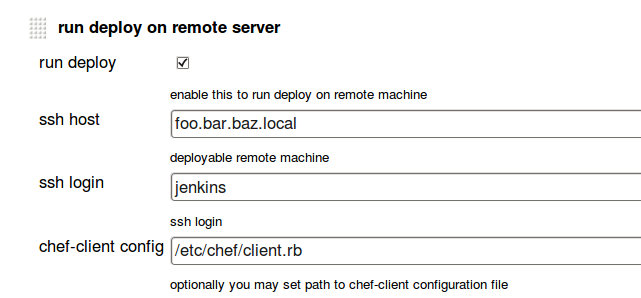 run deploy on remote server
run deploy
enable this to run deploy on remote machine
ssh host foo.bar.baz.local
deployable remote machine
ssh login jenkins
ssh login
chef-client config /etc/chef/client.rb
optionally you may set path to chef-client configuration file